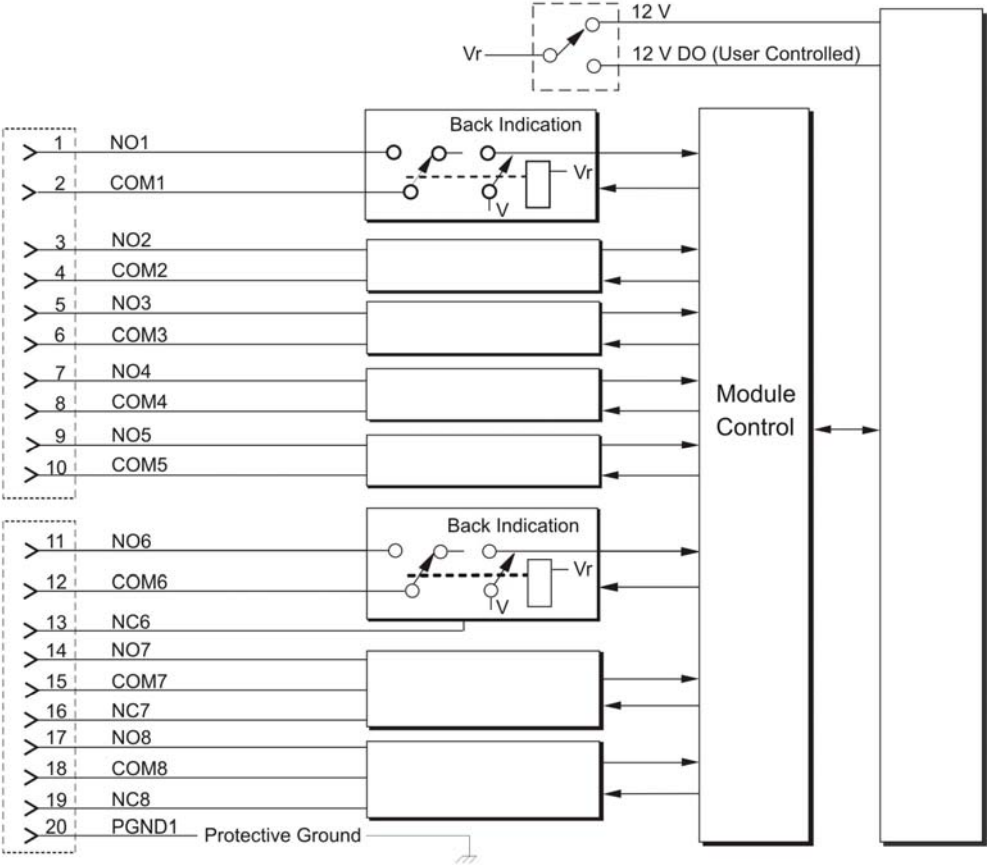 12 V
Vr
12 V DO (User Controlled)
Back Indication
1 NO1
Vr
2 COM1
V
3 NO2
4 COM2
5 NO3
6 COM3
7 NO4
8 COM4
Module
Control
9 NO5
10 COM5
Back Indication
11 NO6
Vr
12 COM6
V
13 NC6
14 NO7
15 COM7
16 NC7
17 NO8
18 COM8
19 NC8
20 PGND1 Protective Ground